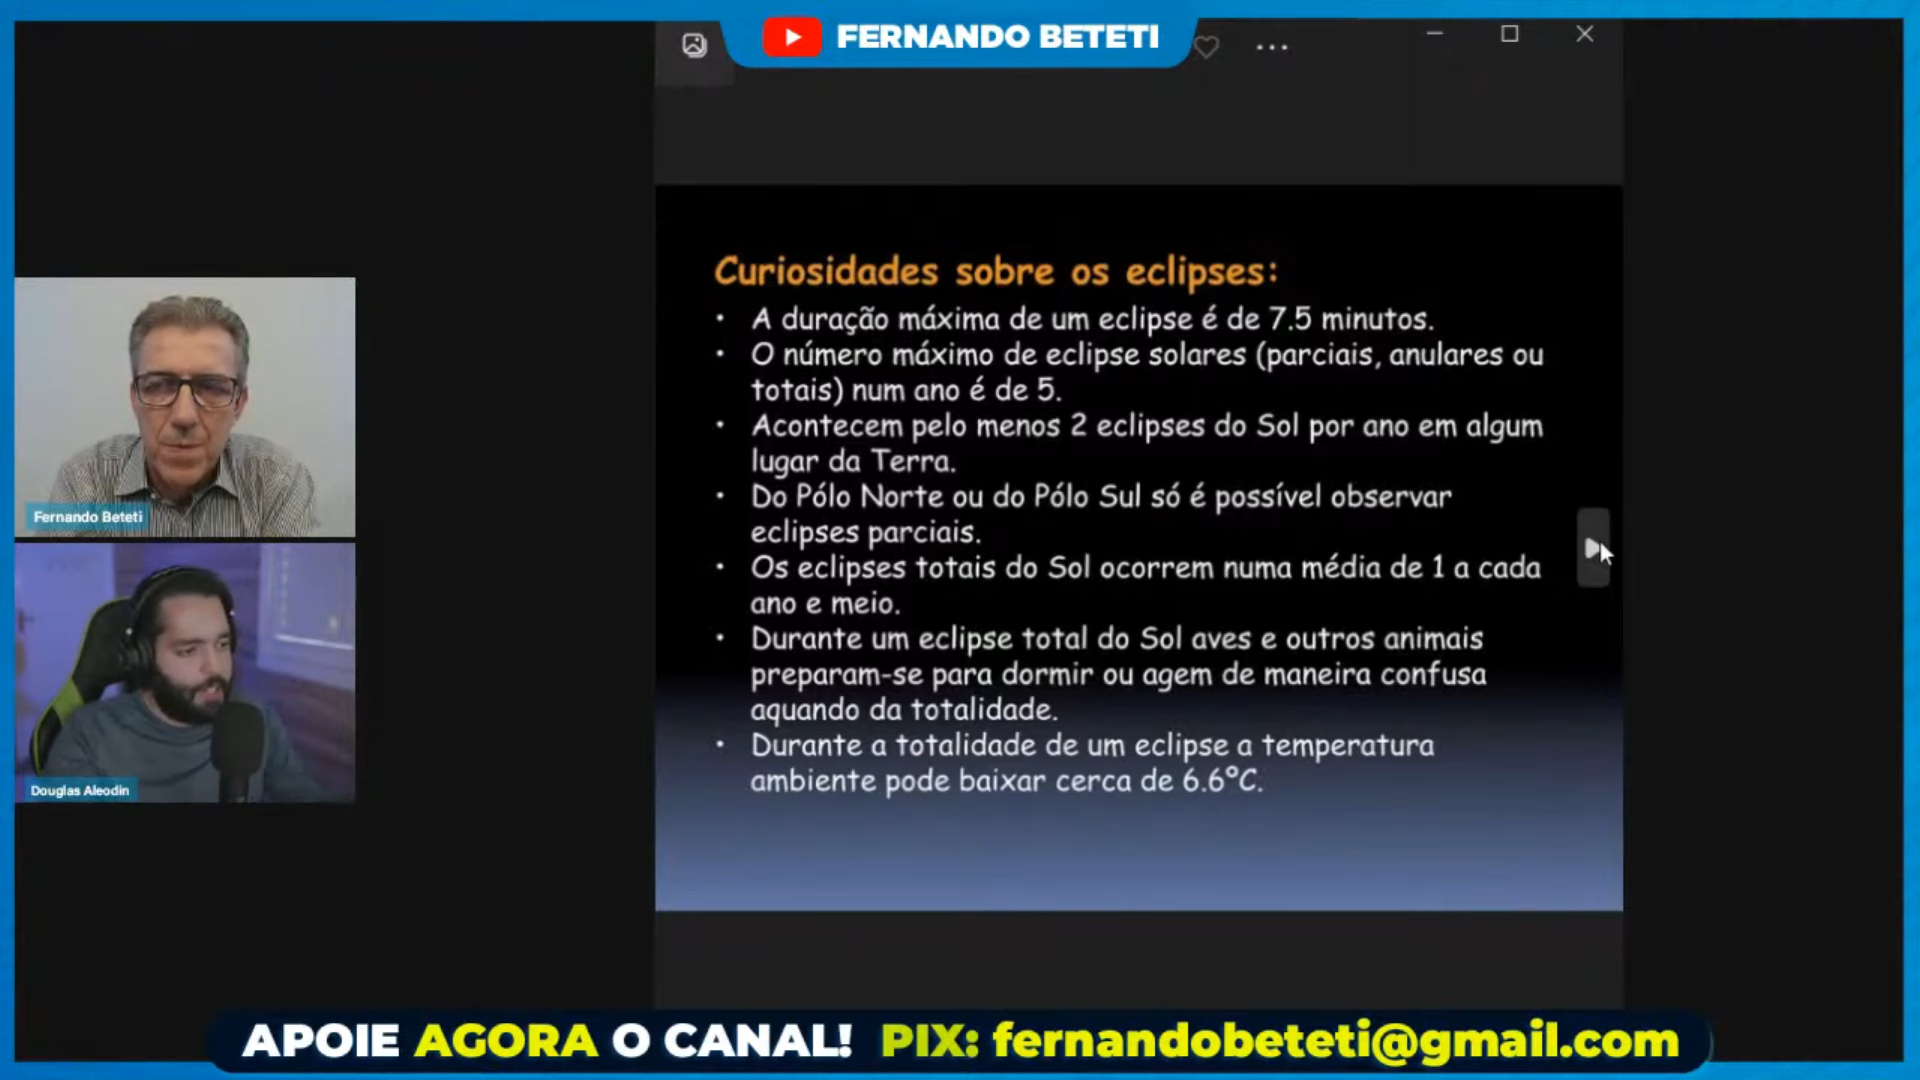 FERNANDO BETETI
Curiosidades sobre os eclipses:
• A duração máxima de um eclipse é de 7.5 minutos.
• O número máximo de eclipse solares (parciais, anulares ou
totais) num ano é de 5.
• Acontecem pelo menos 2 eclipses do Sol por ano em algum
lugar da Terra.
• Do Pólo Norte ou do Pólo Sul só é possível observar
eclipses parciais.
• Os eclipses totais do Sol ocorrem numa média de 1 a cada
ano e meio.
• Durante um eclipse total do Sol aves e outros animais
preparam-se para dormir ou agem de maneira confusa
aquando da totalidade.
• Durante a totalidade de um eclipse a temperatura
ambiente pode baixar cerca de 6.6ºC.
Fernando Beteti
Douglas Aleodin
APOIE AGORA O CANAL! PIX: fernandobeteti@gmail.com